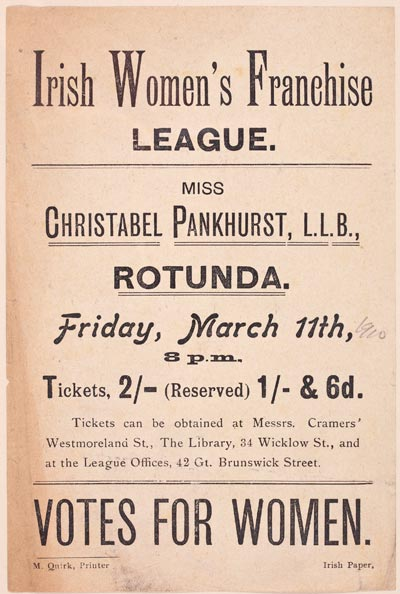 Irish Women's Franchise
LEAGUE.
MISS
CHRISTABEL PANKHURST, L.L.B.,
ROTUNDA.
Friday, March 11th, 1910
8 p.m.
Tickets, 2/- (Reserved) 1/- & 6d.
Tickets can be obtained at Messrs. Cramers'
Westmoreland St., The Library, 34 Wicklow St., and
at the League Offices, 42 Gt. Brunswick Street.
VOTES FOR WOMEN.
M. Quirk, Printer Irish Paper,